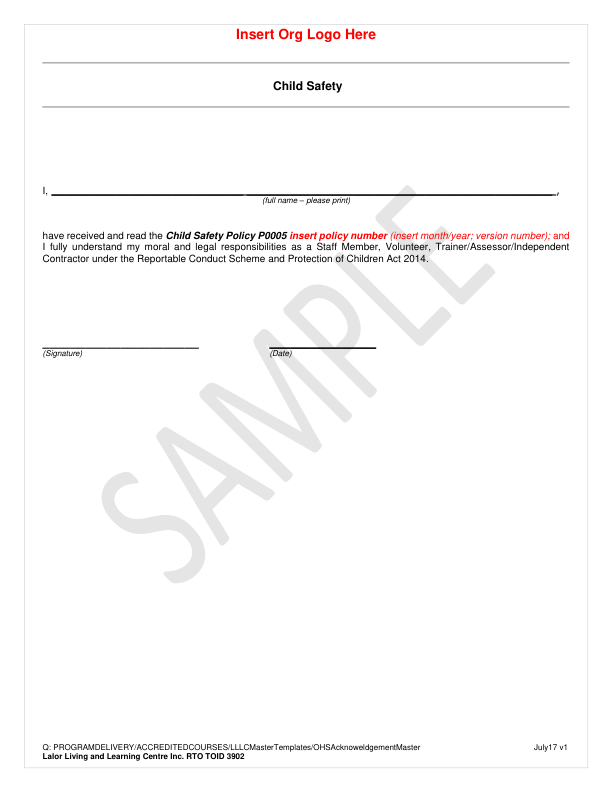 Insert Org Logo Here
Child Safety
I, ,
(full name – please print)
have received and read the Child Safety Policy P0005 insert policy number (insert month/year; version number); and
I fully understand my moral and legal responsibilities as a Staff Member, Volunteer, Trainer/Assessor/Independent
Contractor under the Reportable Conduct Scheme and Protection of Children Act 2014.
(Signature) (Date)
SAMPLE
Q: PROGRAMDELIVERY/ACCREDITEDCOURSES/LLLCMasterTemplates/OHSAcknoweldgementMaster July17 v1
Lalor Living and Learning Centre Inc. RTO TOID 3902